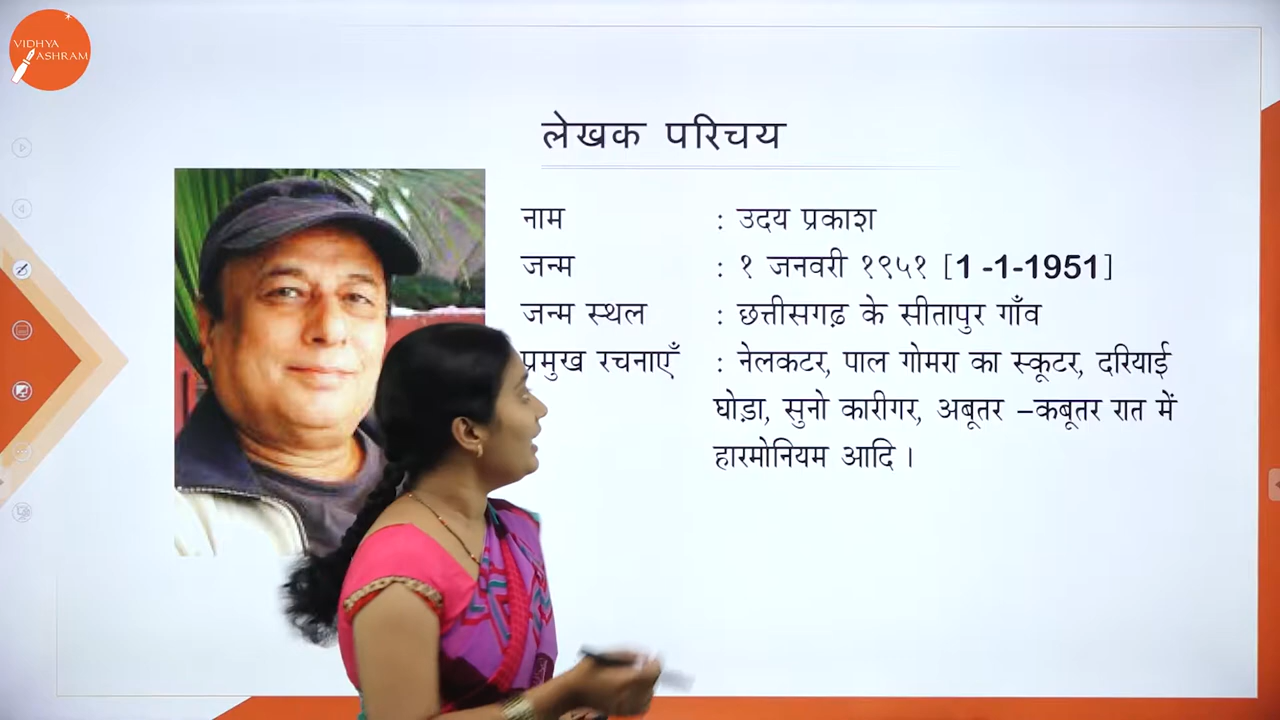 VIDHYA
ASHRAM
लेखक परिचय
नाम : उदय प्रकाश
जन्म : १ जनवरी १९५१ [1 -1-1951]
जन्म स्थल : छत्तीसगढ़ के सीतापुर गाँव
प्रमुख रचनाएँ : नेलकटर, पाल गोमरा का स्कूटर, दरियाई
घोड़ा, सुनो कारीगर, अबूतर –कबूतर रात में
हारमोनियम आदि ।